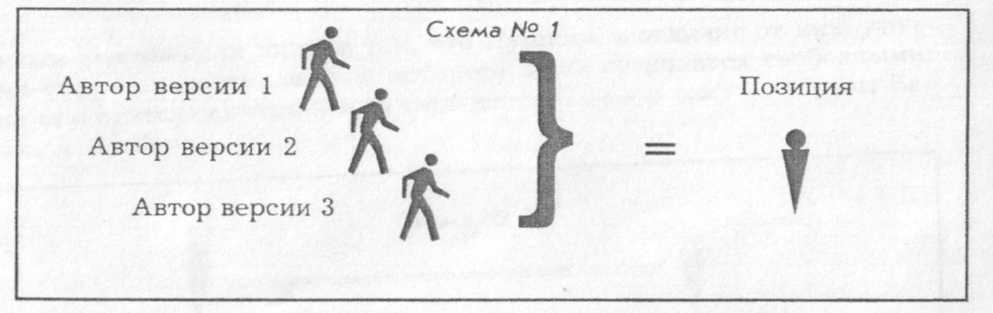 Схема № 1
Автор версии 1
Позиция
Автор версии 2
=
Автор версии 3